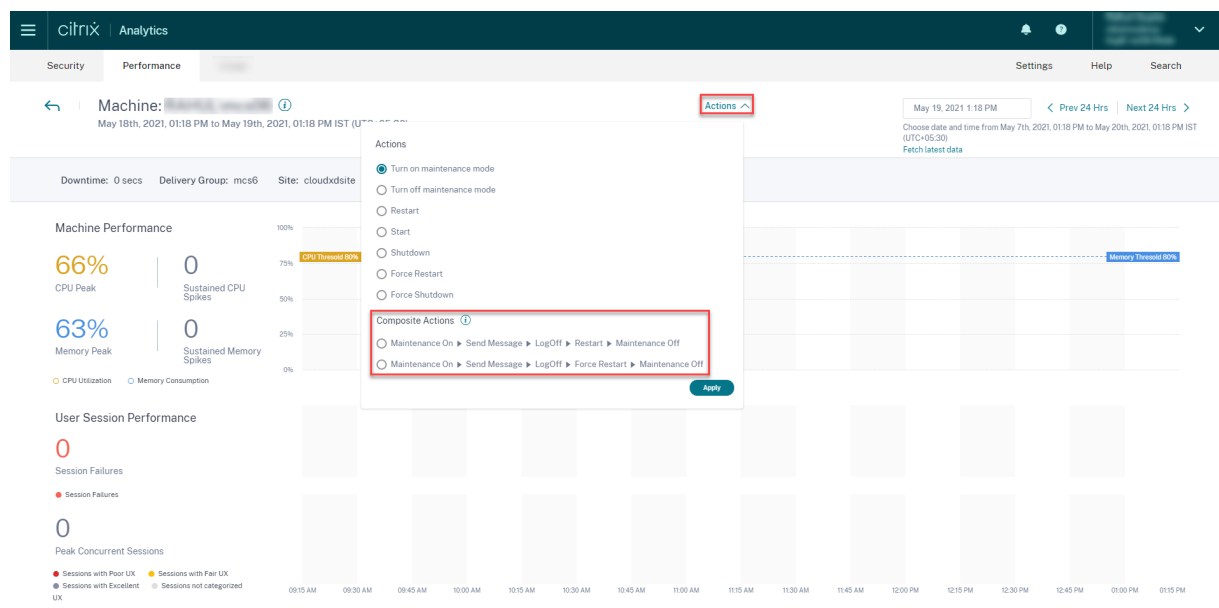 citrix | Analytics
Security Performance
Settings Help Search
Machine:
Actions
May 18th, 2021, 01:18 PM to May 19th, 2021, 01:18 PM IST
May 19, 2021 1:18 PM
Prev 24 Hrs | Next 24 Hrs
Choose date and time from May 7th, 2021, 01:18 PM to May 20th, 2021, 01:18 PM IST
(UTC+05:30)
Fetch latest data
Actions
Turn on maintenance mode
Turn off maintenance mode
Restart
Start
Shutdown
Force Restart
Force Shutdown
Composite Actions
Maintenance On ▶ Send Message ▶ LogOff ▶ Restart ▶ Maintenance Off
Maintenance On ▶ Send Message ▶ LogOff ▶ Force Restart ▶ Maintenance Off
Apply
Downtime: 0 secs Delivery Group: mcs6 Site: cloudxdsite
Machine Performance
66%
CPU Peak
0
Sustained CPU
Spikes
63%
Memory Peak
0
Sustained Memory
Spikes
CPU Utilization Memory Consumption
100%
75%
50%
25%
0%
CPU Thresold 80%
Memory Thresold 80%
User Session Performance
0
Session Failures
Session Failures
0
Peak Concurrent Sessions
Sessions with Poor UX Sessions with Fair UX
Sessions with Excellent Sessions not categorized
UX
09:15 AM 09:30 AM 09:45 AM 10:00 AM 10:15 AM 10:30 AM 10:45 AM 11:00 AM 11:15 AM 11:30 AM 11:45 AM 12:00 PM 12:15 PM 12:30 PM 12:45 PM 01:00 PM 01:15 PM